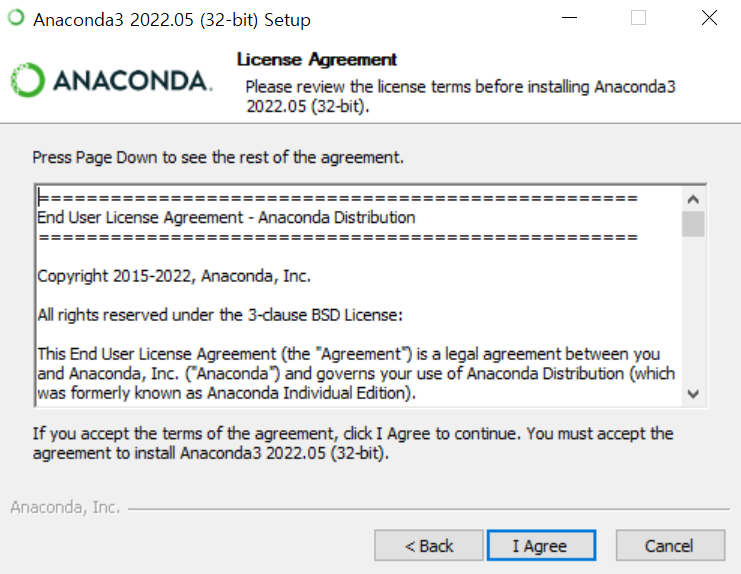 Anaconda3 2022.05 (32-bit) Setup
License Agreement
Please review the license terms before installing Anaconda3
2022.05 (32-bit).
ANACONDA.
Press Page Down to see the rest of the agreement.
==================================================
End User License Agreement - Anaconda Distribution
==================================================
Copyright 2015-2022, Anaconda, Inc.
All rights reserved under the 3-clause BSD License:
This End User License Agreement (the "Agreement") is a legal agreement between you
and Anaconda, Inc. ("Anaconda") and governs your use of Anaconda Distribution (which
was formerly known as Anaconda Individual Edition).
If you accept the terms of the agreement, click I Agree to continue. You must accept the
agreement to install Anaconda3 2022.05 (32-bit).
Anaconda, Inc.
< Back
I Agree
Cancel